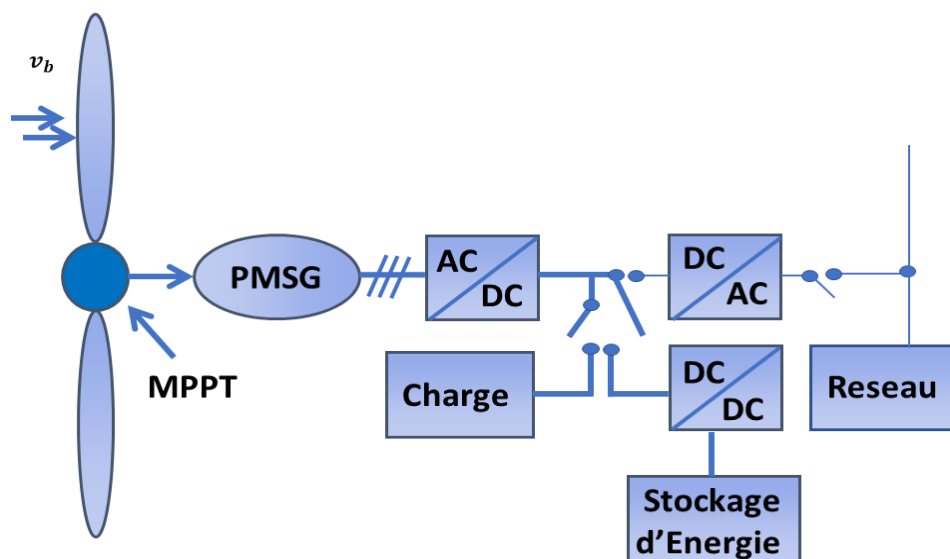 v_b
PMSG
AC
DC
DC
AC
MPPT
Charge
DC
DC
Reseau
Stockage
d'Energie